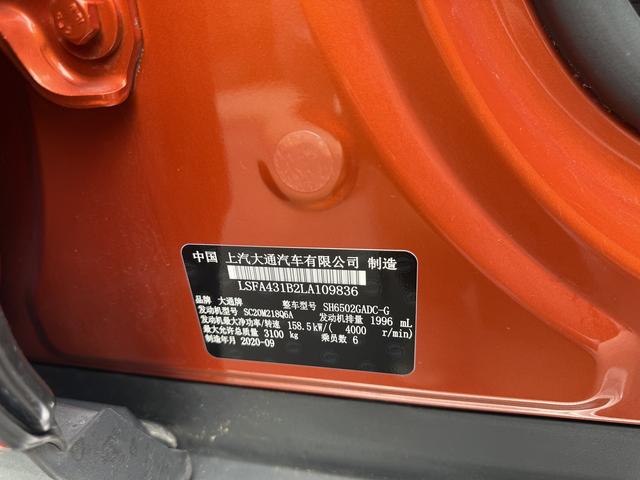 中国 上汽大通汽车有限公司 制造
LSFA431B2LA109836
品牌 大通牌 整车型号 SH6502GADC-G
发动机型号 SC20M218Q6A 发动机排量 1996 mL
发动机最大净功率/转速 158.5 kW/( 4000 r/min)
最大允许总质量 3100 kg 乘员数 6
制造年月 2020-09